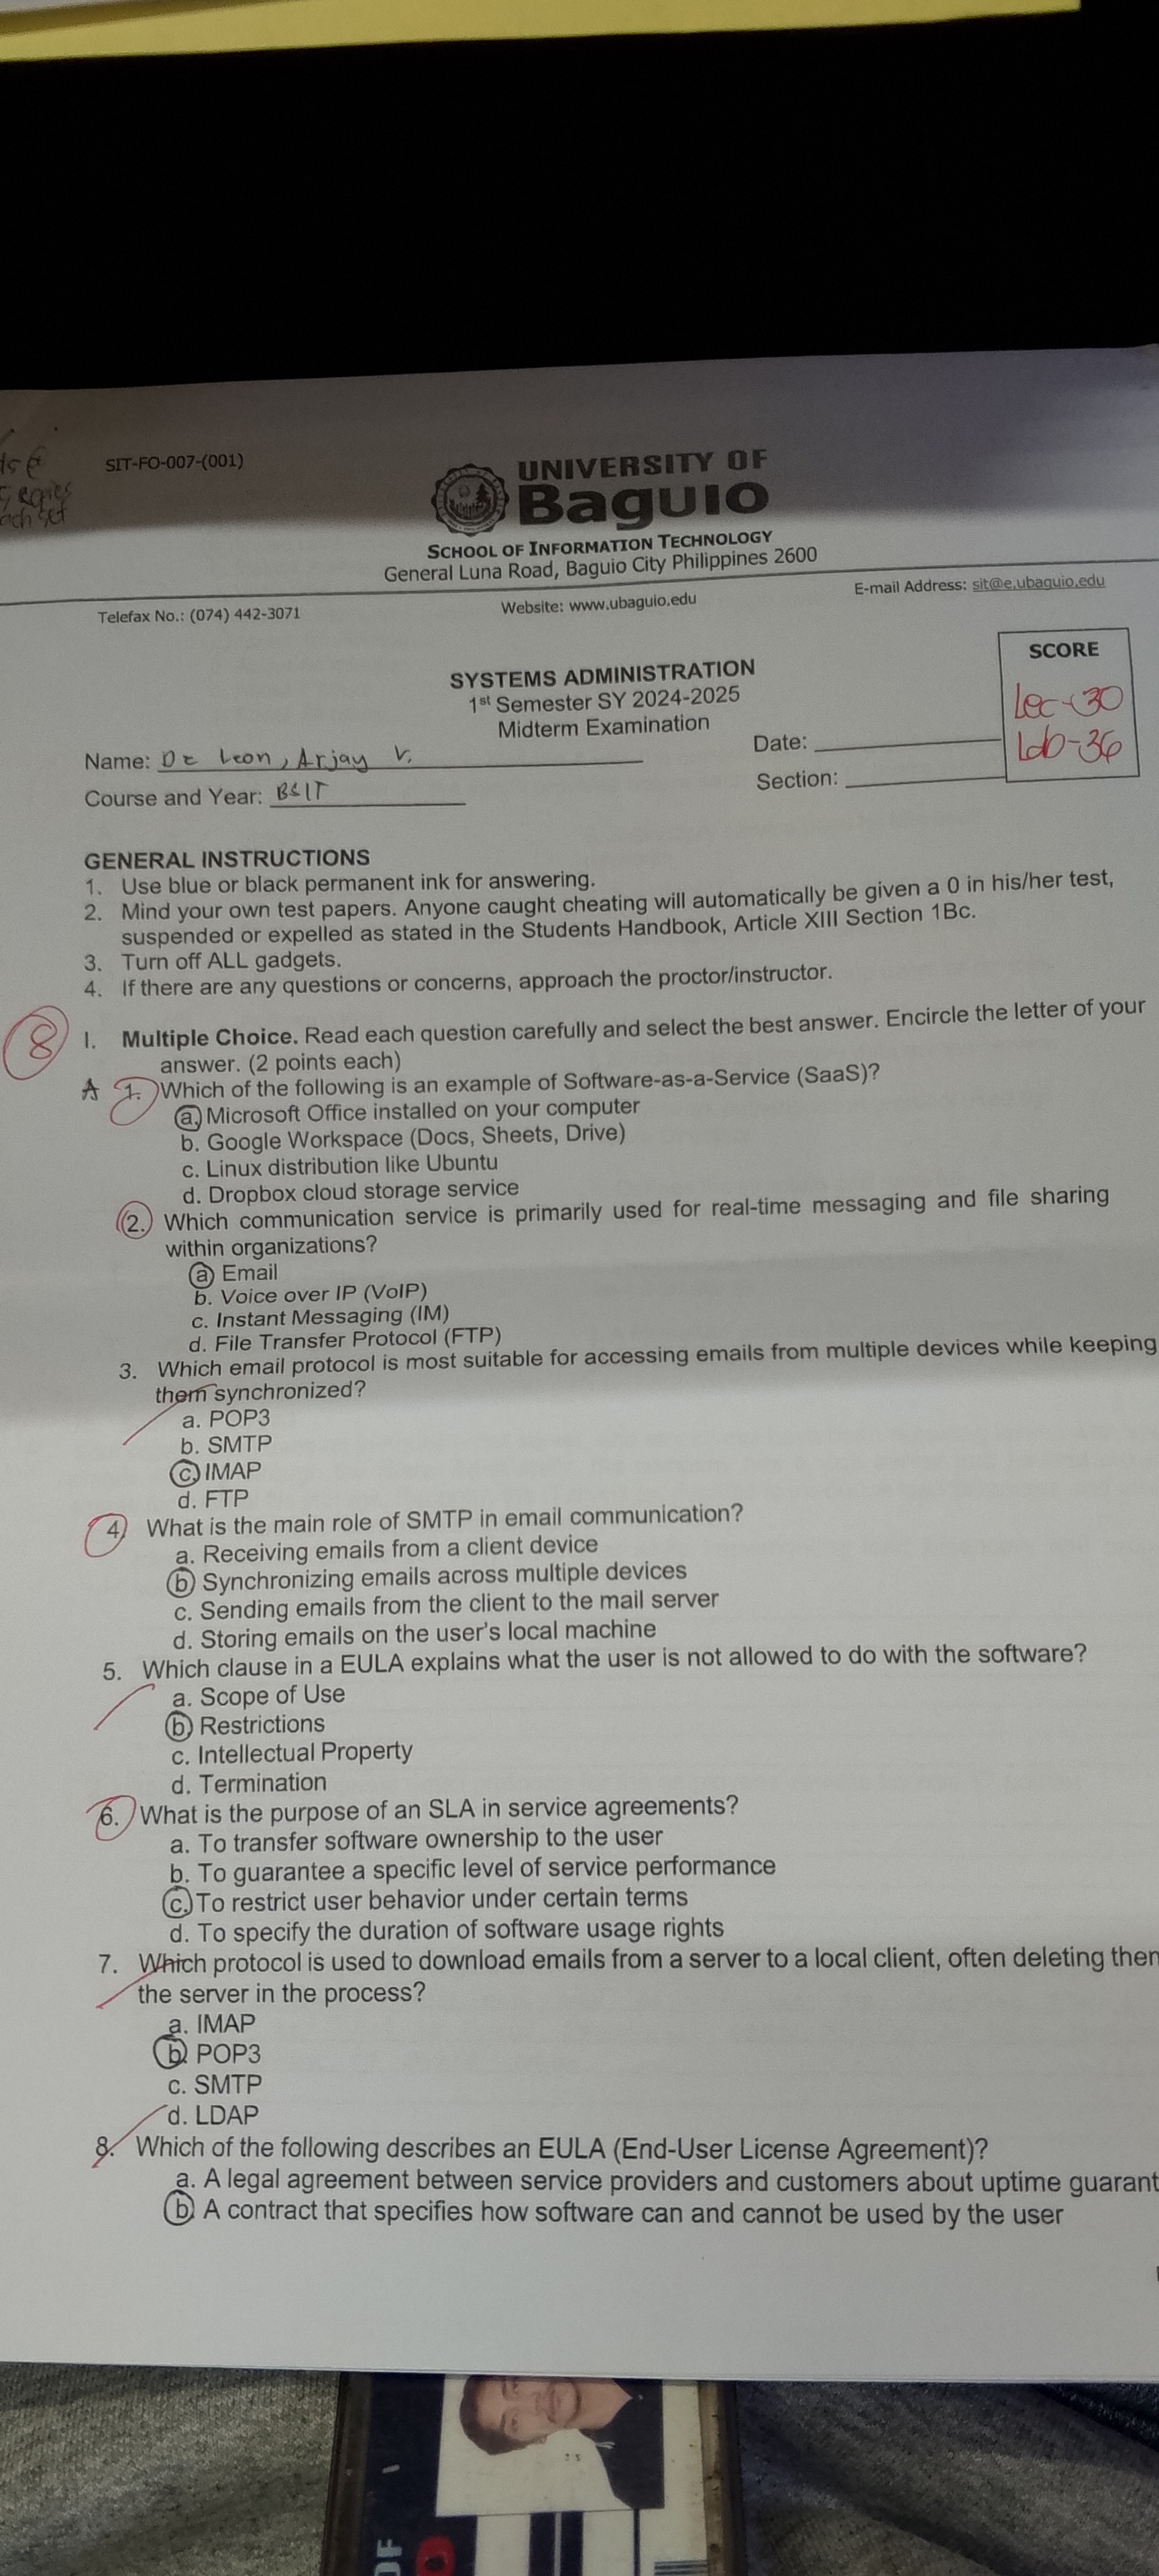 SIT-FO-007-(001)
each set
UNIVERSITY OF
Baguio
SCHOOL OF INFORMATION TECHNOLOGY
General Luna Road, Baguio City Philippines 2600
Telefax No.: (074) 442-3071
Website: www.ubaguio.edu
E-mail Address: sit@e.ubaguio.edu
SYSTEMS ADMINISTRATION
1st Semester SY 2024-2025
Midterm Examination
SCORE
Lec-30
Lab-36
Name: De Leon, Arjay V.
Date:
Course and Year: BSIT
Section:
GENERAL INSTRUCTIONS
1. Use blue or black permanent ink for answering.
2. Mind your own test papers. Anyone caught cheating will automatically be given a 0 in his/her test,
suspended or expelled as stated in the Students Handbook, Article XIII Section 1Bc.
3. Turn off ALL gadgets.
4. If there are any questions or concerns, approach the proctor/instructor.
8
I. Multiple Choice. Read each question carefully and select the best answer. Encircle the letter of your
answer. (2 points each)
A 1. Which of the following is an example of Software-as-a-Service (SaaS)?
a. Microsoft Office installed on your computer
b. Google Workspace (Docs, Sheets, Drive)
c. Linux distribution like Ubuntu
d. Dropbox cloud storage service
2. Which communication service is primarily used for real-time messaging and file sharing
within organizations?
a Email
b. Voice over IP (VoIP)
c. Instant Messaging (IM)
d. File Transfer Protocol (FTP)
3. Which email protocol is most suitable for accessing emails from multiple devices while keeping
them synchronized?
a. POP3
b. SMTP
c. IMAP
d. FTP
4. What is the main role of SMTP in email communication?
a. Receiving emails from a client device
b Synchronizing emails across multiple devices
c. Sending emails from the client to the mail server
d. Storing emails on the user's local machine
5. Which clause in a EULA explains what the user is not allowed to do with the software?
a. Scope of Use
b Restrictions
c. Intellectual Property
d. Termination
6. What is the purpose of an SLA in service agreements?
a. To transfer software ownership to the user
b. To guarantee a specific level of service performance
c. To restrict user behavior under certain terms
d. To specify the duration of software usage rights
7. Which protocol is used to download emails from a server to a local client, often deleting
the server in the process?
a. IMAP
b. POP3
c. SMTP
d. LDAP
8. Which of the following describes an EULA (End-User License Agreement)?
a. A legal agreement between service providers and customers about uptime guarant
b. A contract that specifies how software can and cannot be used by the user
OF